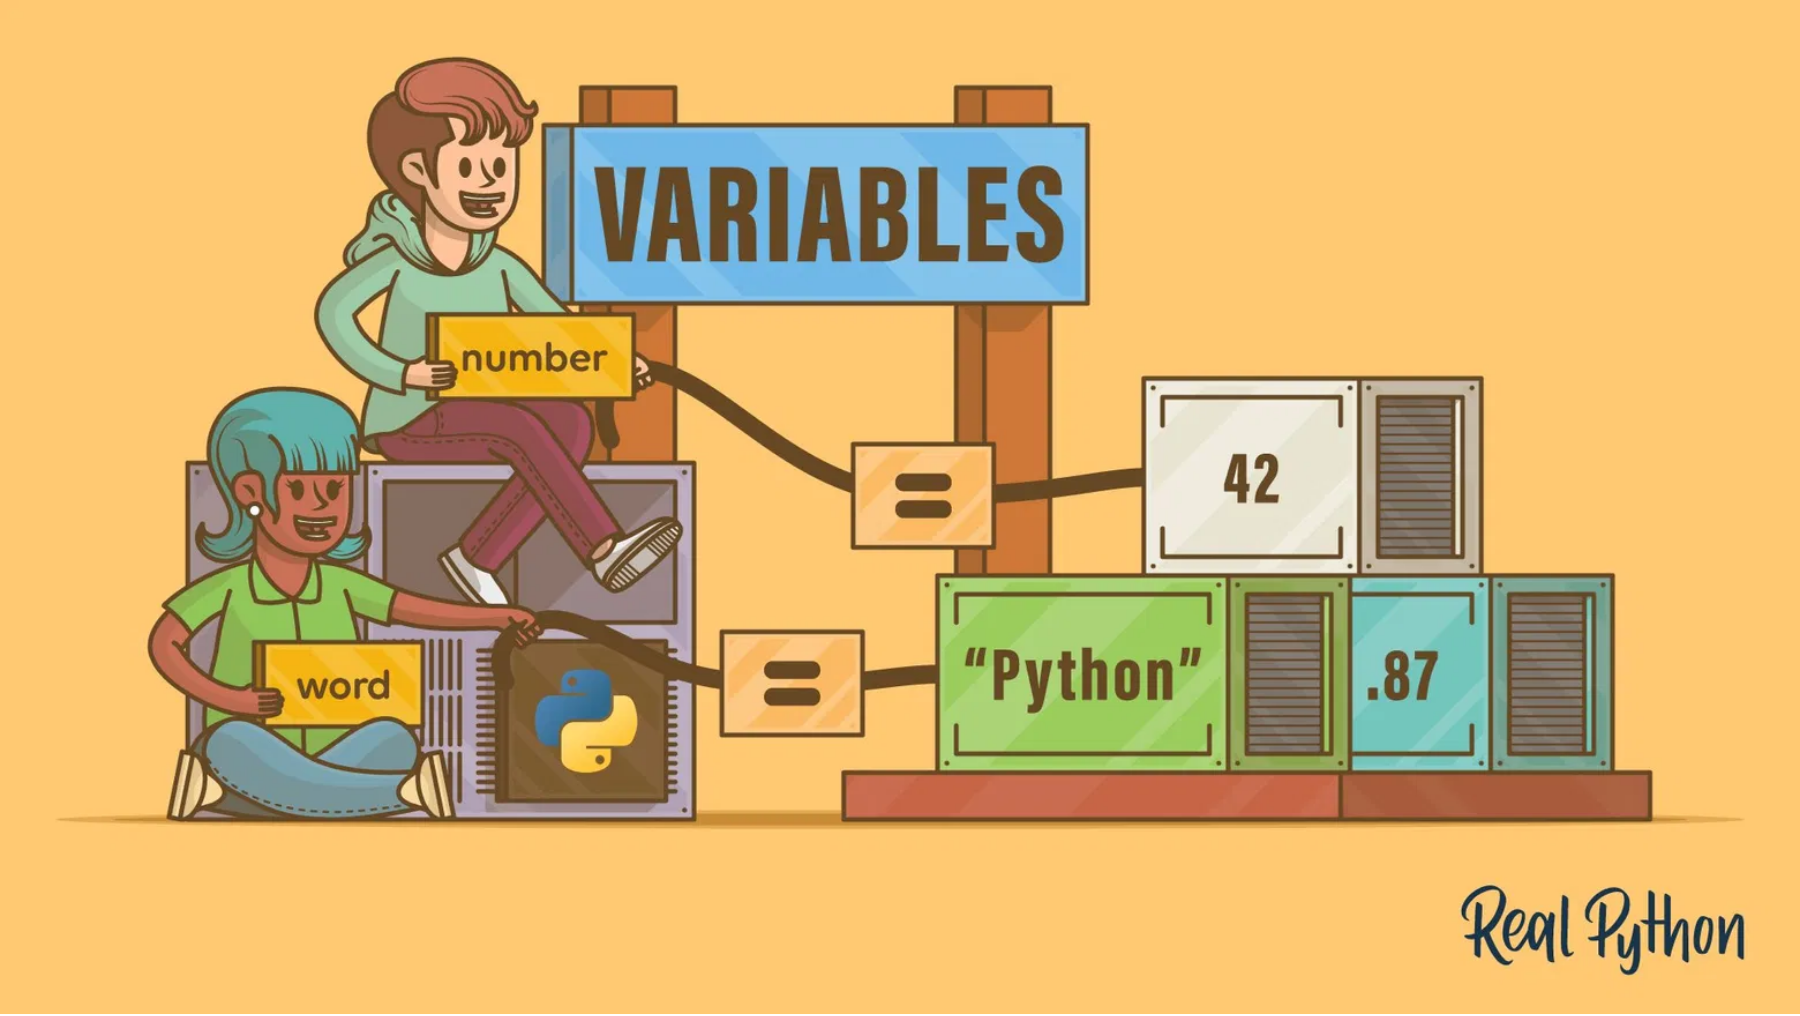 VARIABLES
number
=
42
word
=
“Python”
.87
Real Python